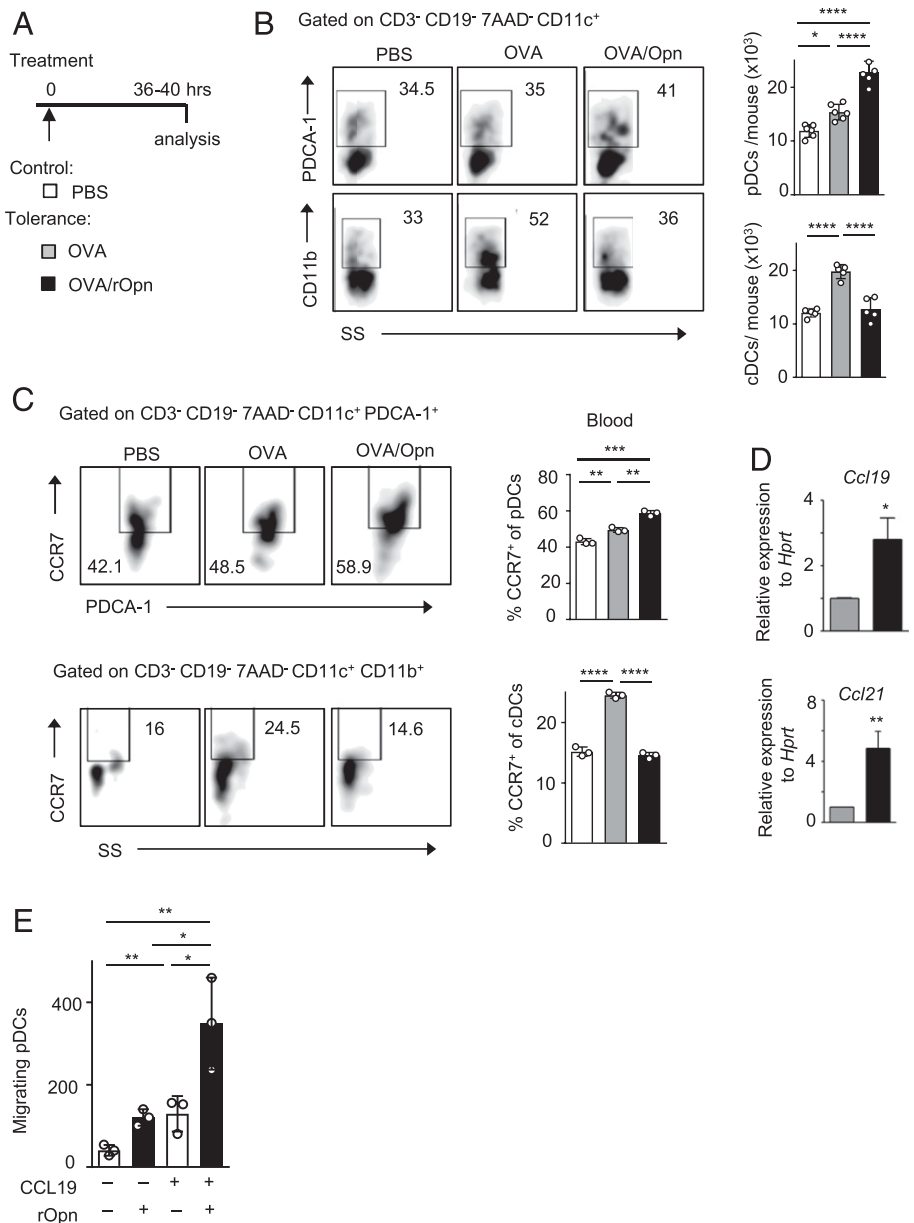 A
Treatment
0 36-40 hrs
analysis
Control:
PBS
Tolerance:
OVA
OVA/rOpn
B
Gated on CD3- CD19- 7AAD- CD11c+
PBS OVA OVA/Opn
PDCA-1
34.5 35 41
CD11b
33 52 36
SS
****
* ****
pDCs /mouse (x10³)
20
10
0
**** ****
cDCs/ mouse (x10³)
20
10
0
C
Gated on CD3- CD19- 7AAD- CD11c+ PDCA-1+
PBS OVA OVA/Opn
CCR7
42.1 48.5 58.9
PDCA-1
Blood
***
** **
% CCR7+ of pDCs
80
60
40
20
0
Gated on CD3- CD19- 7AAD- CD11c+ CD11b+
CCR7
16 24.5 14.6
SS
**** ****
% CCR7+ of cDCs
20
10
0
D
Ccl19
*
Relative expression
to Hprt
4
2
0
Ccl21
**
Relative expression
to Hprt
8
4
0
E
**
*
** *
Migrating pDCs
400
200
0
CCL19 – – + +
rOpn – + – +